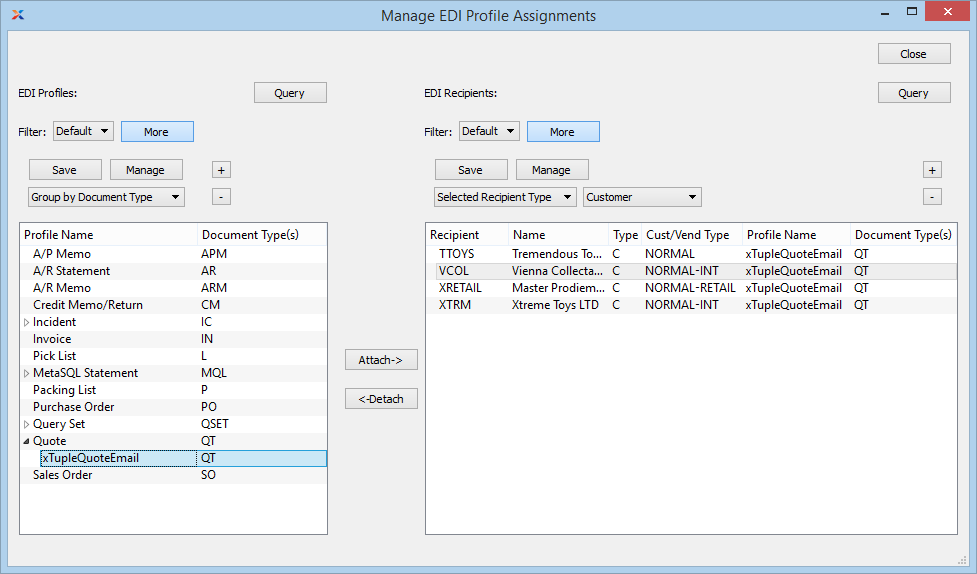 Manage EDI Profile Assignments
Close
EDI Profiles: Query EDI Recipients: Query
Filter: Default More Filter: Default More
Save Manage + Save Manage +
Group by Document Type - Selected Recipient Type Customer -
Profile Name Document Type(s)
A/P Memo APM
A/R Statement AR
A/R Memo ARM
Credit Memo/Return CM
Incident IC
Invoice IN
Pick List L
MetaSQL Statement MQL
Packing List P
Purchase Order PO
Query Set QSET
Quote QT
xTupleQuoteEmail QT
Sales Order SO
Attach->
<-Detach
Recipient Name Type Cust/Vend Type Profile Name Document Type(s)
TTOYS Tremendous To... C NORMAL xTupleQuoteEmail QT
VCOL Vienna Collecta... C NORMAL-INT xTupleQuoteEmail QT
XRETAIL Master Prodiem... C NORMAL-RETAIL xTupleQuoteEmail QT
XTRM Xtreme Toys LTD C NORMAL-INT xTupleQuoteEmail QT